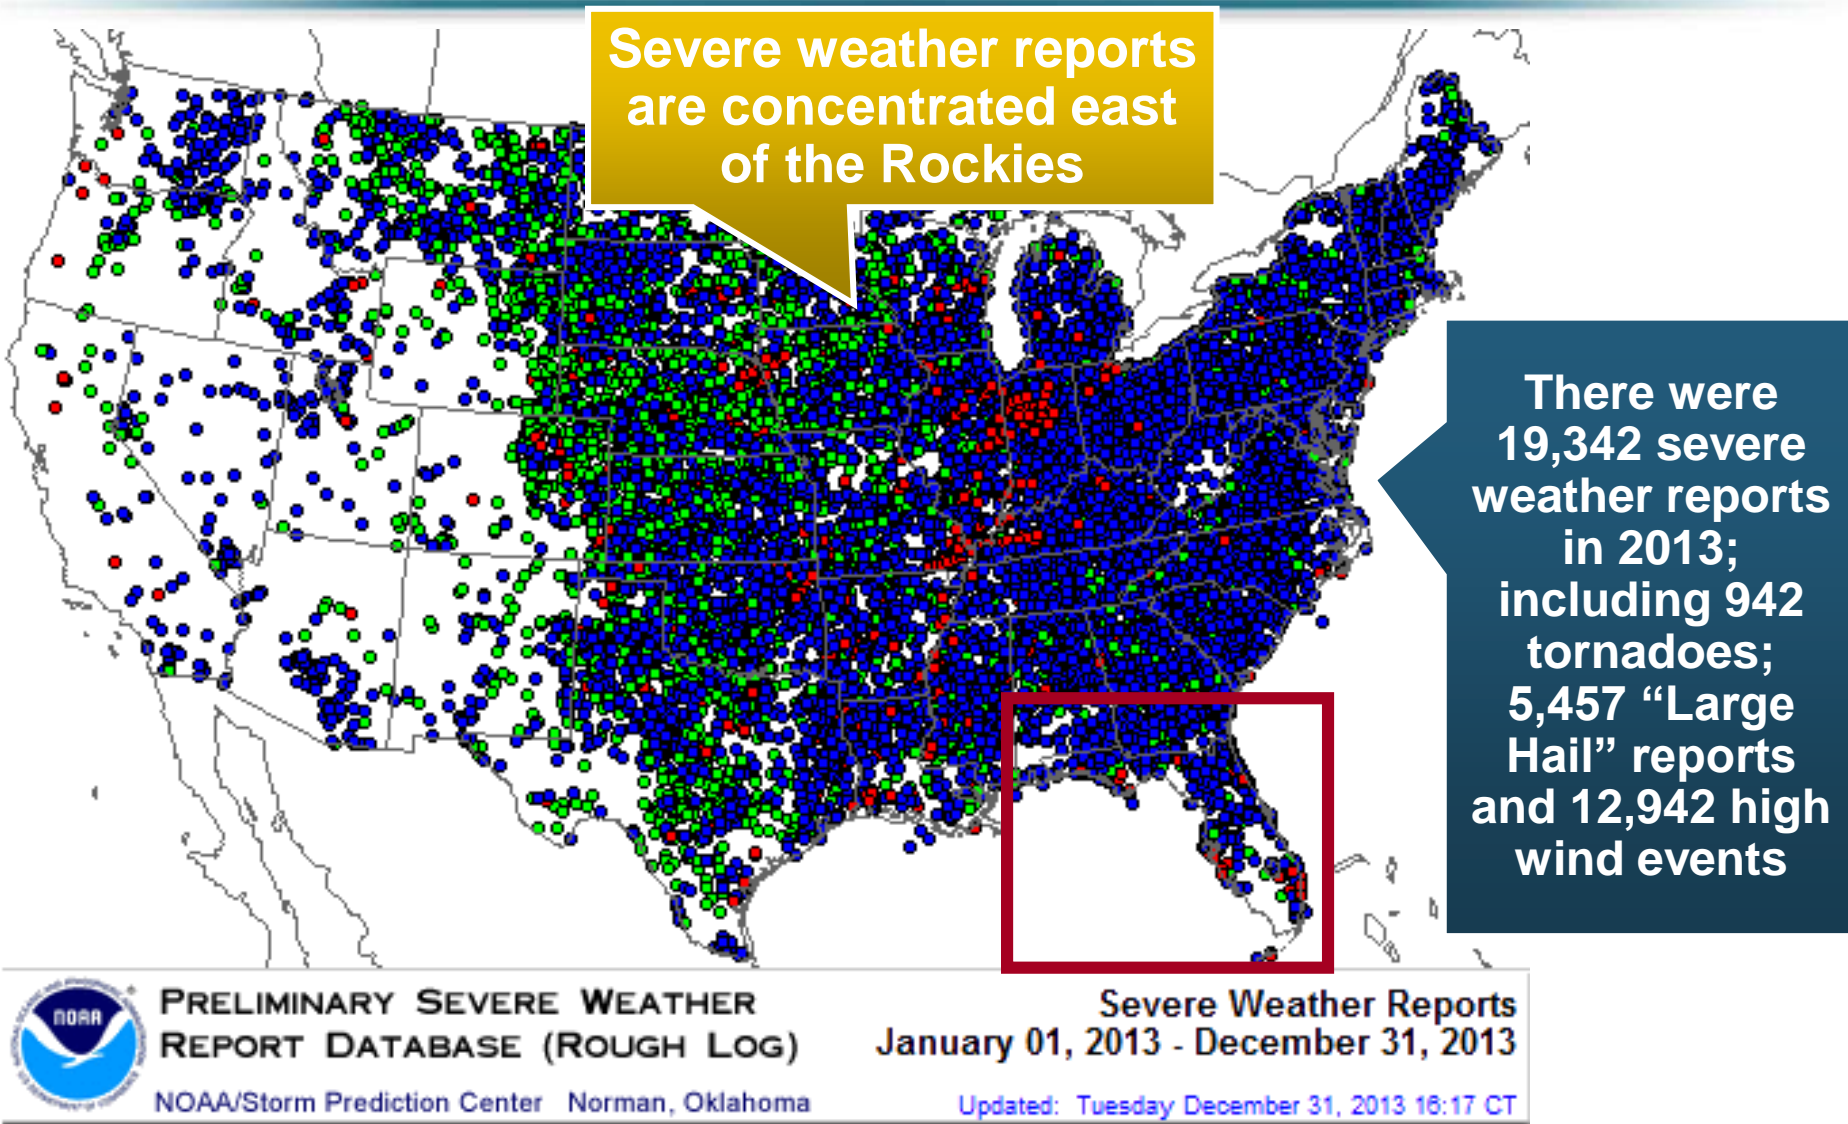 Severe weather reports
are concentrated east
of the Rockies
There were
19,342 severe
weather reports
in 2013;
including 942
tornadoes;
5,457 “Large
Hail” reports
and 12,942 high
wind events
NOAA
PRELIMINARY SEVERE WEATHER
REPORT DATABASE (ROUGH LOG)
NOAA/Storm Prediction Center Norman, Oklahoma
Severe Weather Reports
January 01, 2013 - December 31, 2013
Updated: Tuesday December 31, 2013 16:17 CT